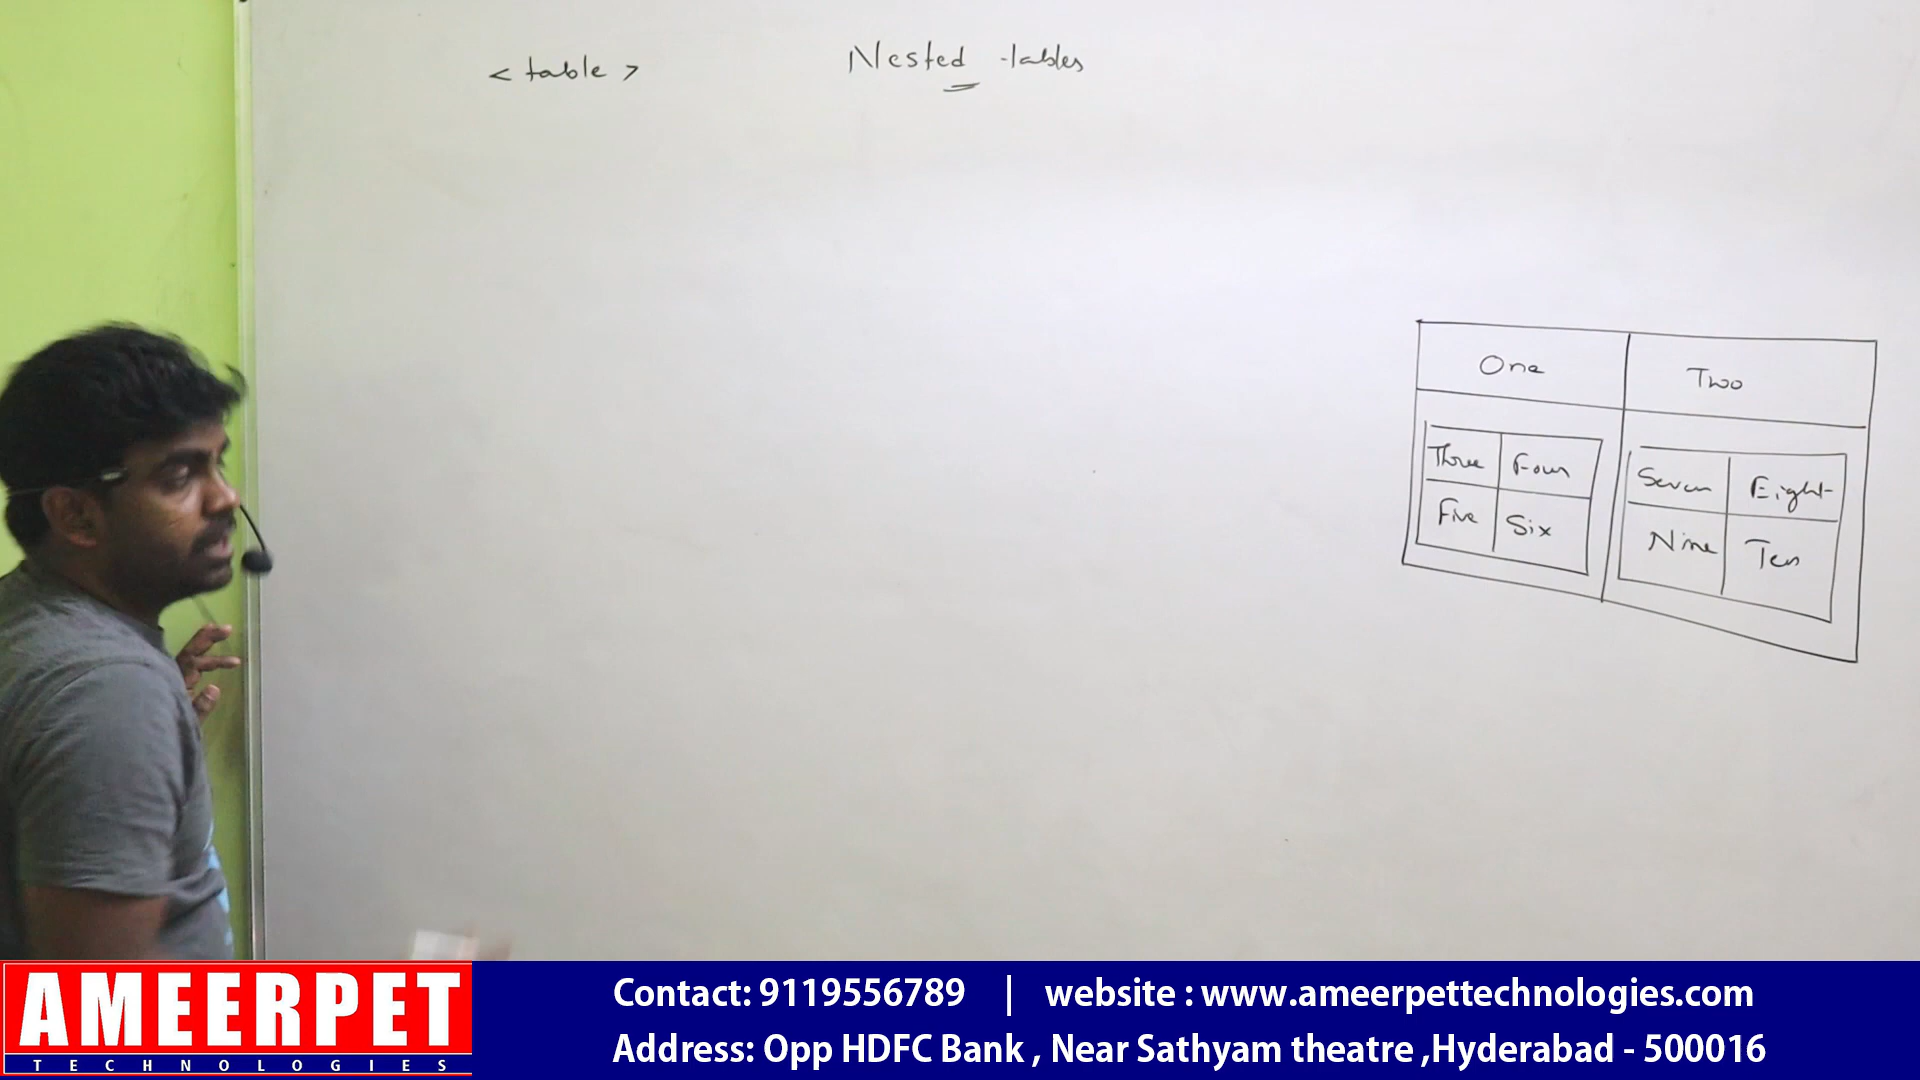 <table> Nested tables
One Two
Three Four Seven Eight
Five Six Nine Ten
AMEERPET
TECHNOLOGIES
Contact: 9119556789 | website : www.ameerpettechnologies.com
Address: Opp HDFC Bank , Near Sathyam theatre ,Hyderabad - 500016